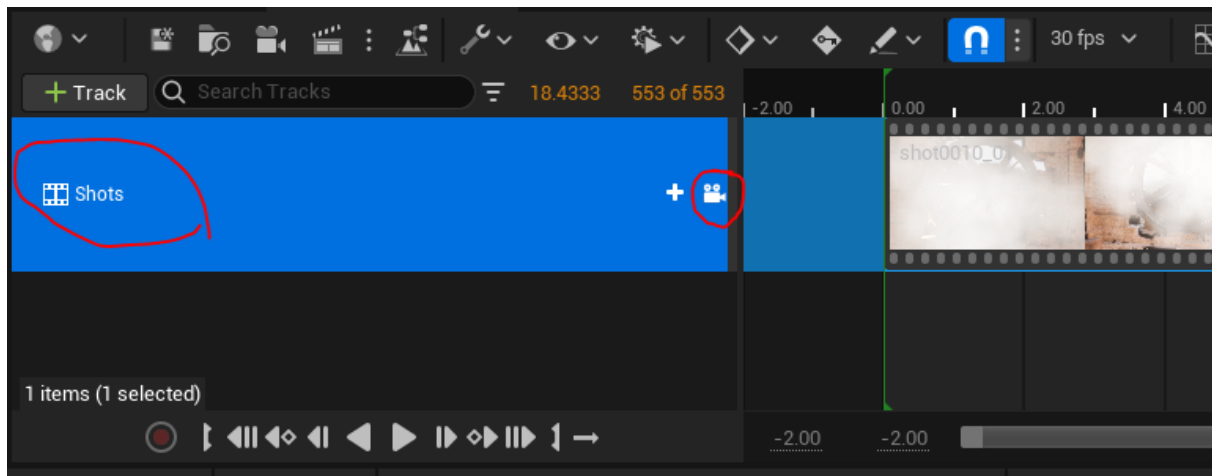 30 fps
+ Track Search Tracks 18.4333 553 of 553
-2.00 0.00 2.00 4.00
shot0010_0
Shots
1 items (1 selected)
-2.00 -2.00